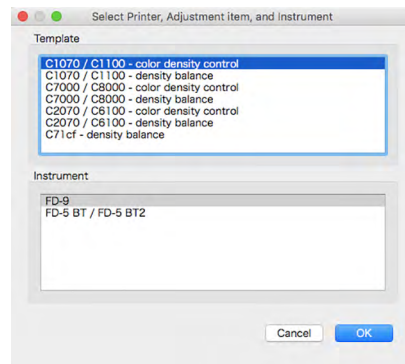 Select Printer, Adjustment item, and Instrument
Template
C1070 / C1100 - color density control
C1070 / C1100 - density balance
C7000 / C8000 - color density control
C7000 / C8000 - density balance
C2070 / C6100 - color density control
C2070 / C6100 - density balance
C71cf - density balance
Instrument
FD-9
FD-5 BT / FD-5 BT2
Cancel OK